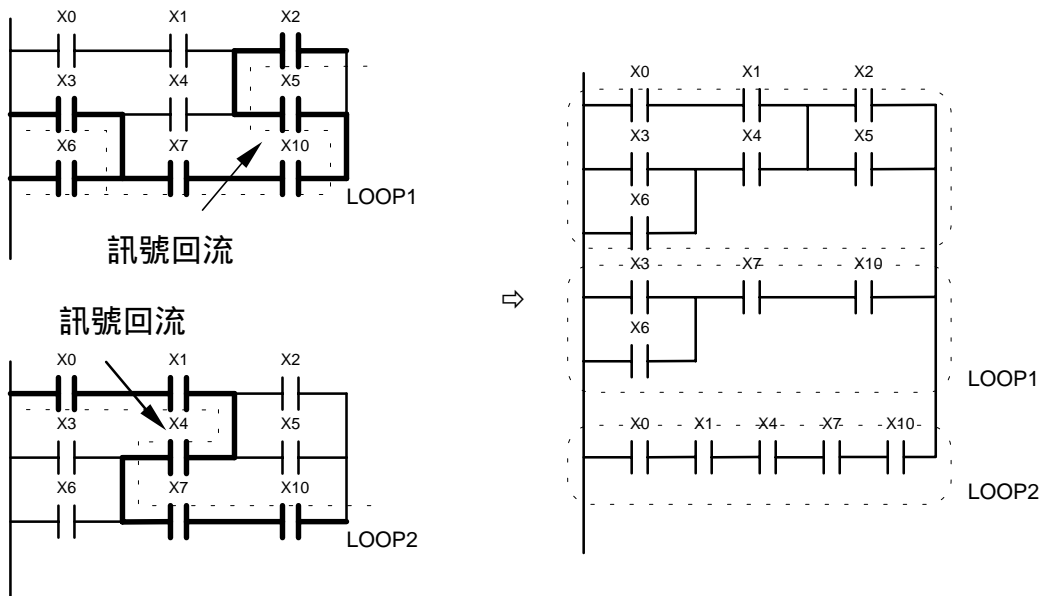 X0 X1 X2
X3 X4 X5
X6 X7 X10
LOOP1
訊號回流
訊號回流
X0 X1 X2
X3 X4 X5
X6 X7 X10
LOOP2
⇨
X0 X1 X2
X3 X4 X5
X6
X3 X7 X10
X6
LOOP1
X0 X1 X4 X7 X10
LOOP2